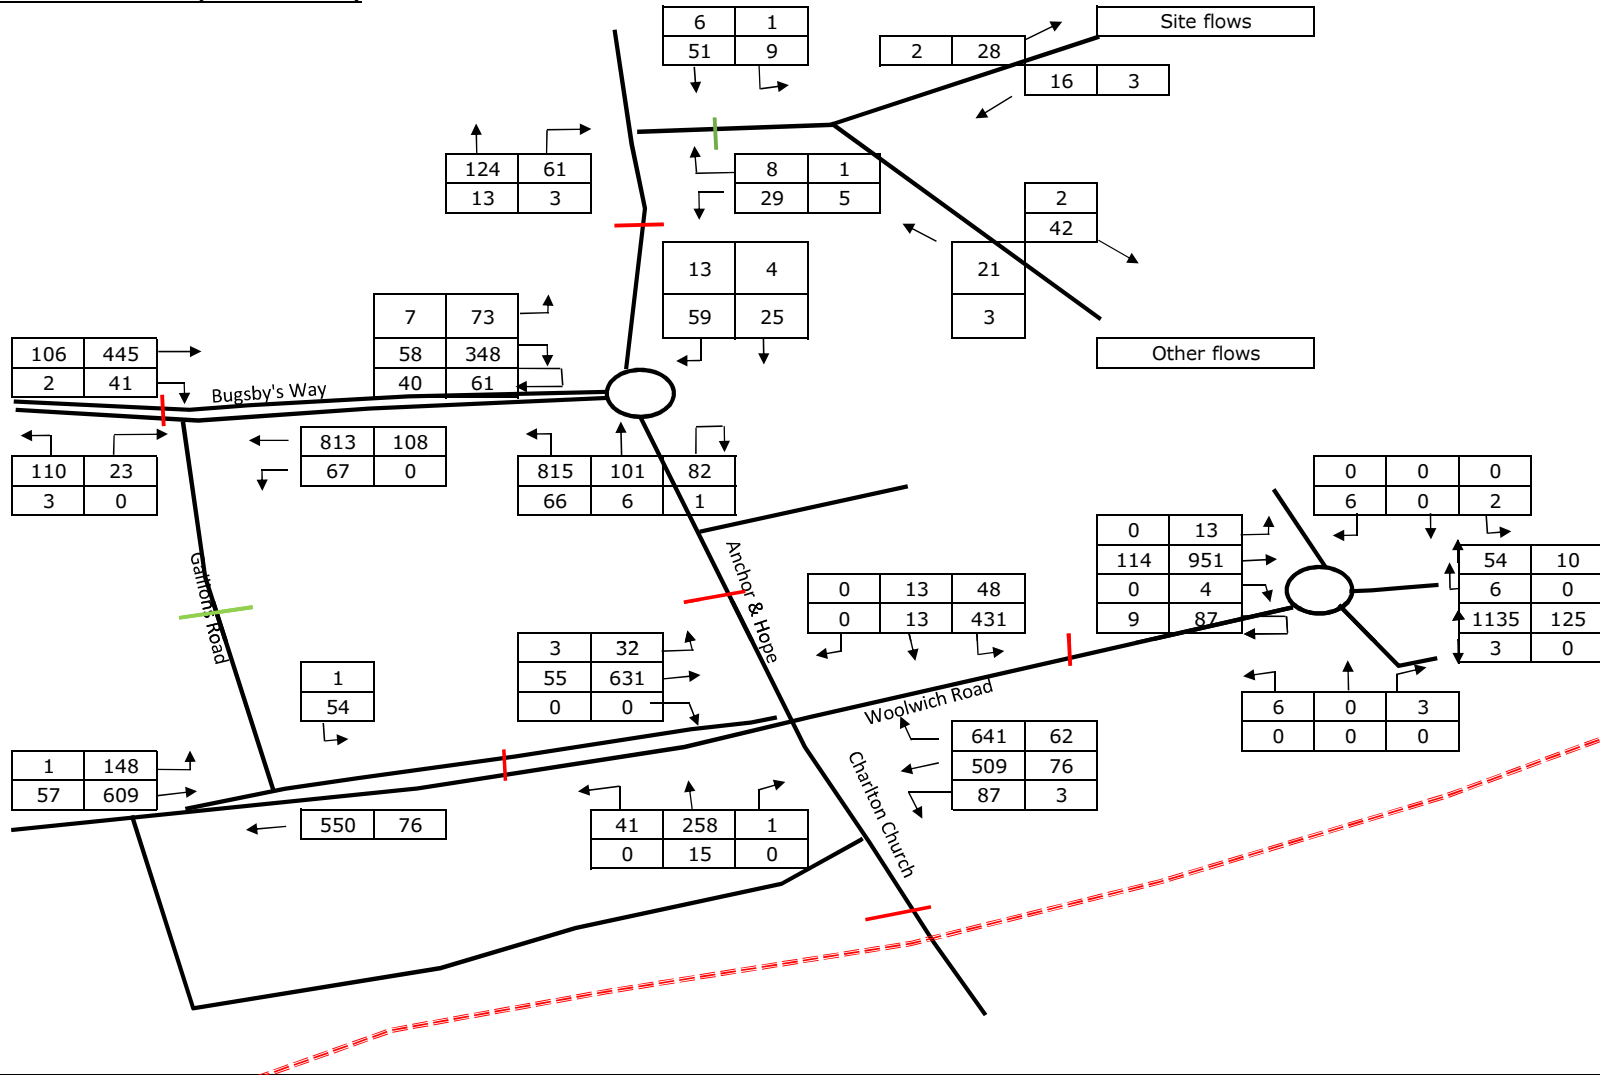 6 1
51 9
Site flows
2 28
16 3
124 61
13 3
8 1
29 5
2
42
21
3
13 4
59 25
Other flows
7 73
58 348
40 61
106 445
2 41
Bugsby's Way
813 108
67 0
110 23
3 0
815 101 82
66 6 1
0 0 0
6 0 2
0 13
114 951
0 4
9 87
54 10
6 0
1135 125
3 0
Gallions Road
Anchor & Hope
0 13 48
0 13 431
3 32
55 631
0 0
1
54
Woolwich Road
6 0 3
0 0 0
641 62
509 76
87 3
1 148
57 609
550 76
41 258 1
0 15 0
Charlton Church